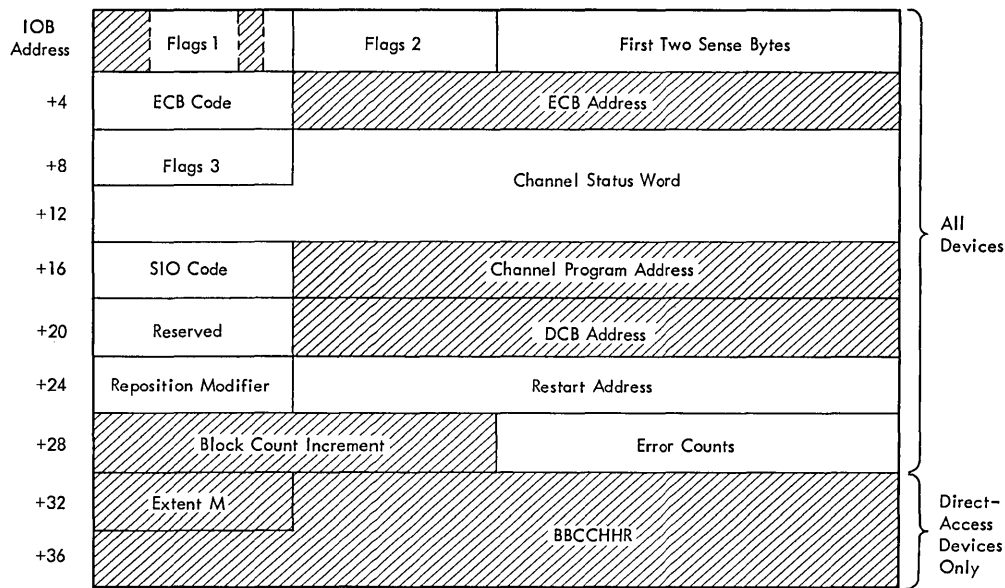 IOB
Address
Flags 1
Flags 2
First Two Sense Bytes
+4
ECB Code
ECB Address
+8
Flags 3
Channel Status Word
+12
+16
SIO Code
Channel Program Address
+20
Reserved
DCB Address
+24
Reposition Modifier
Restart Address
+28
Block Count Increment
Error Counts
All
Devices
+32
Extent M
BBCCHHR
+36
Direct-
Access
Devices
Only